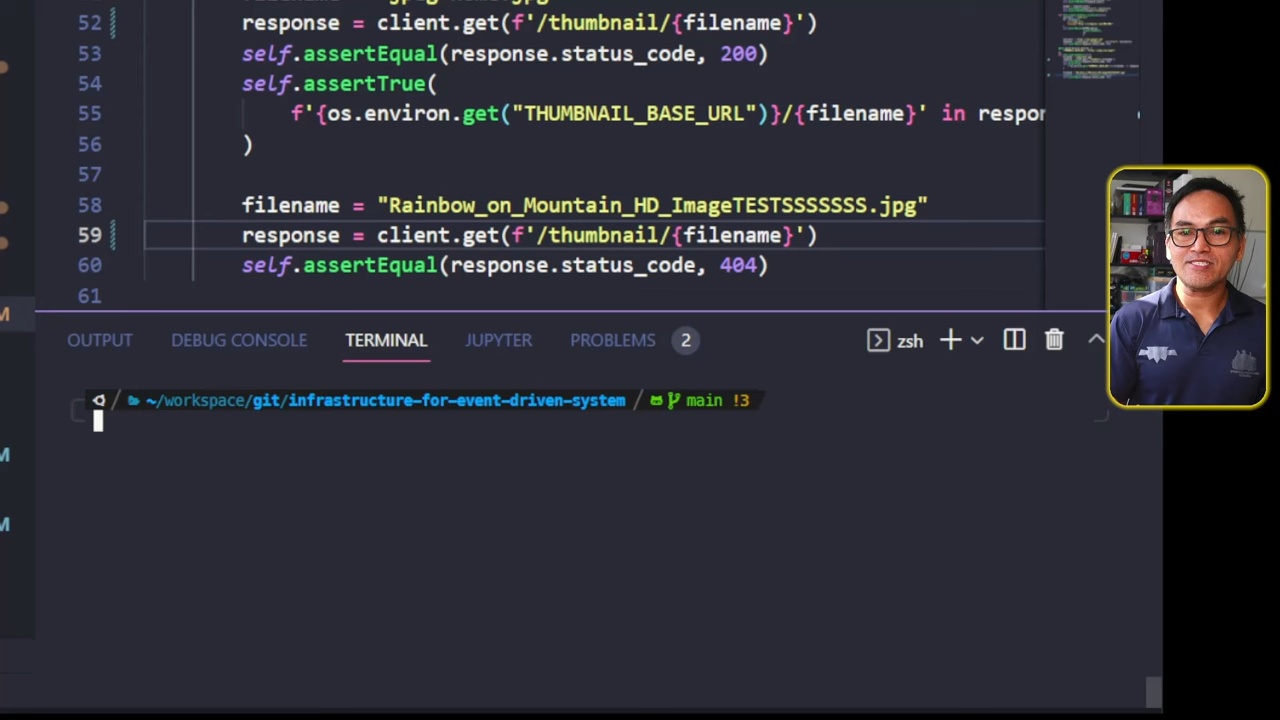 52 response = client.get(f'/thumbnail/{filename}')
53 self.assertEqual(response.status_code, 200)
54 self.assertTrue(
55 f'{os.environ.get("THUMBNAIL_BASE_URL")}/{filename}' in respon
56 )
57
58 filename = "Rainbow_on_Mountain_HD_ImageTESTSSSSSSS.jpg"
59 response = client.get(f'/thumbnail/{filename}')
60 self.assertEqual(response.status_code, 404)
61
M
OUTPUT DEBUG CONSOLE TERMINAL JUPYTER PROBLEMS 2 zsh
~/workspace/git/infrastructure-for-event-driven-system / main !3
M
M